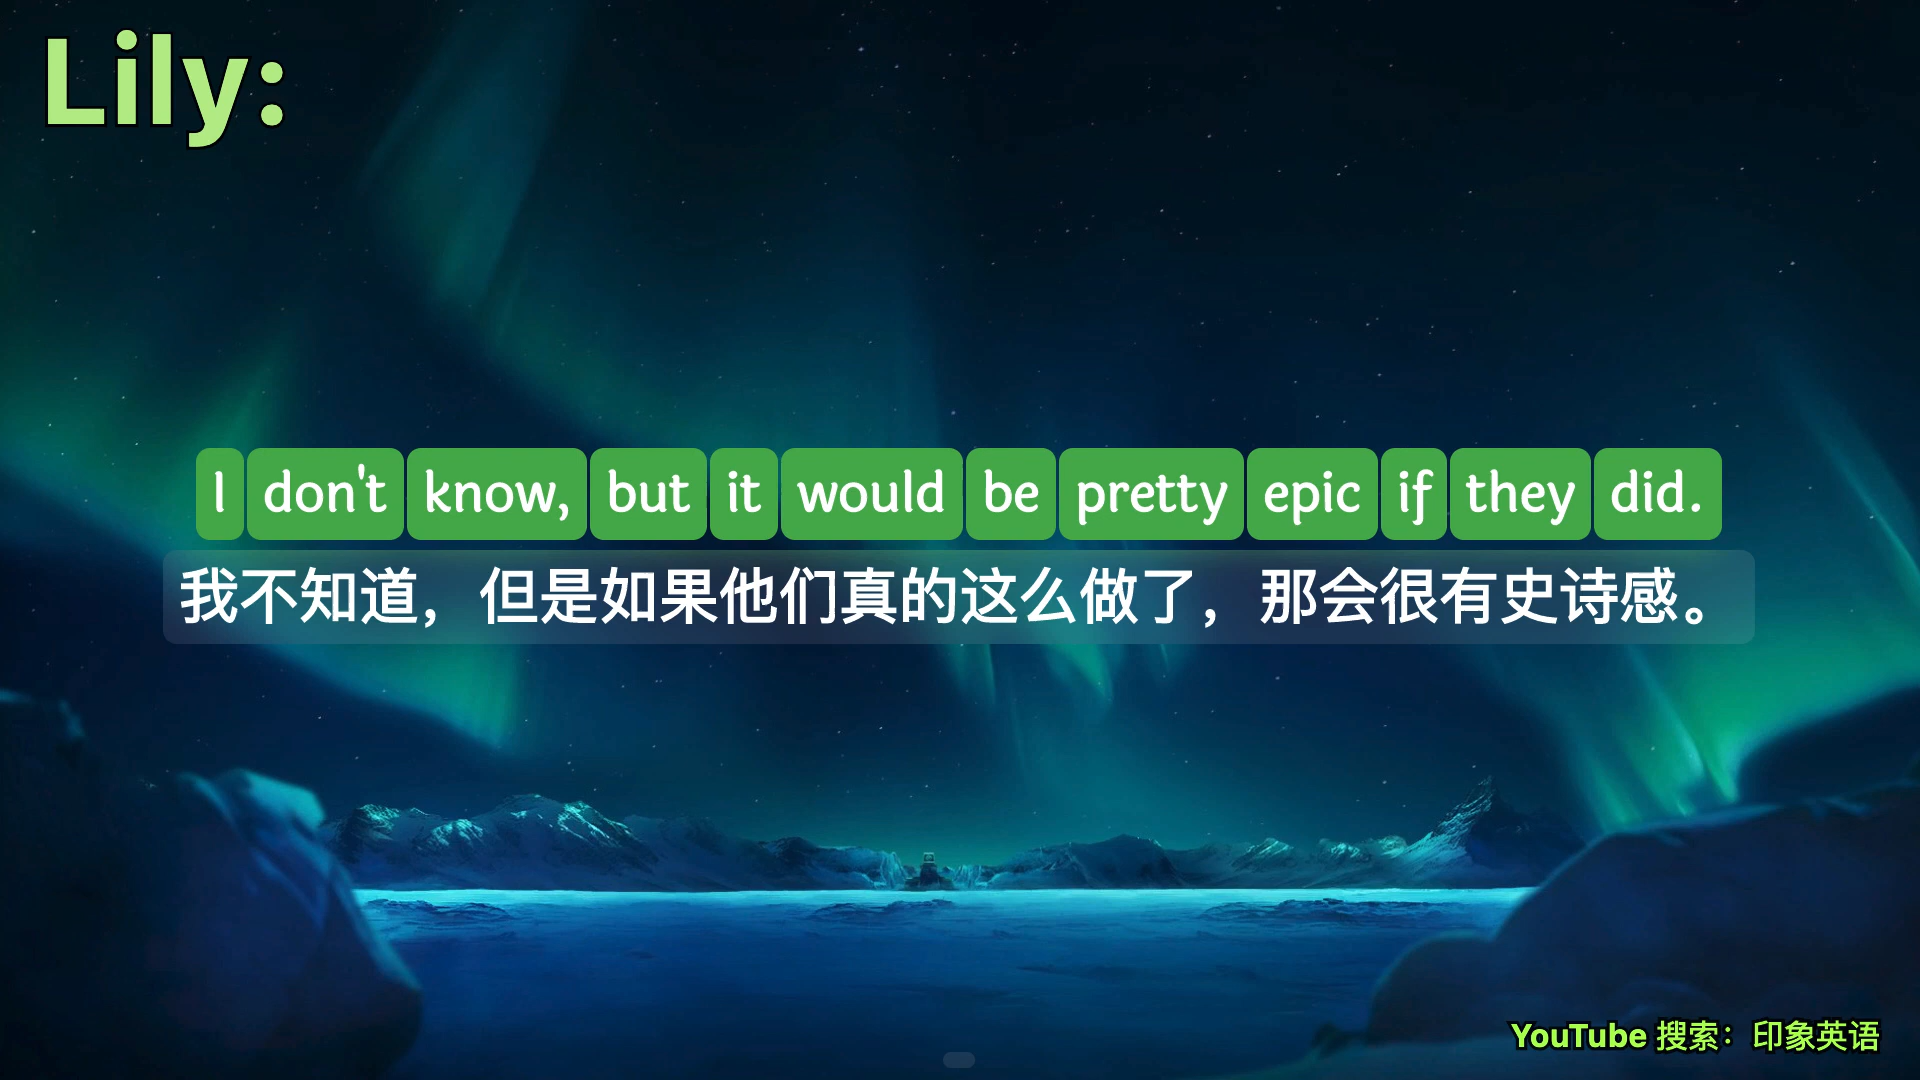 Lily:
I don't know, but it would be pretty epic if they did.
我不知道，但是如果他们真的这么做了，那会很有史诗感。
YouTube 搜索：印象英语